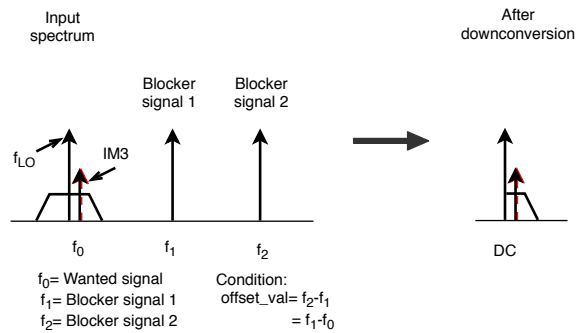 Input
spectrum
After
downconversion
Blocker
signal 1
Blocker
signal 2
f_LO
IM3
f_0
f_1
f_2
DC
f_0= Wanted signal
f_1= Blocker signal 1
f_2= Blocker signal 2
Condition:
offset_val= f_2-f_1
= f_1-f_0